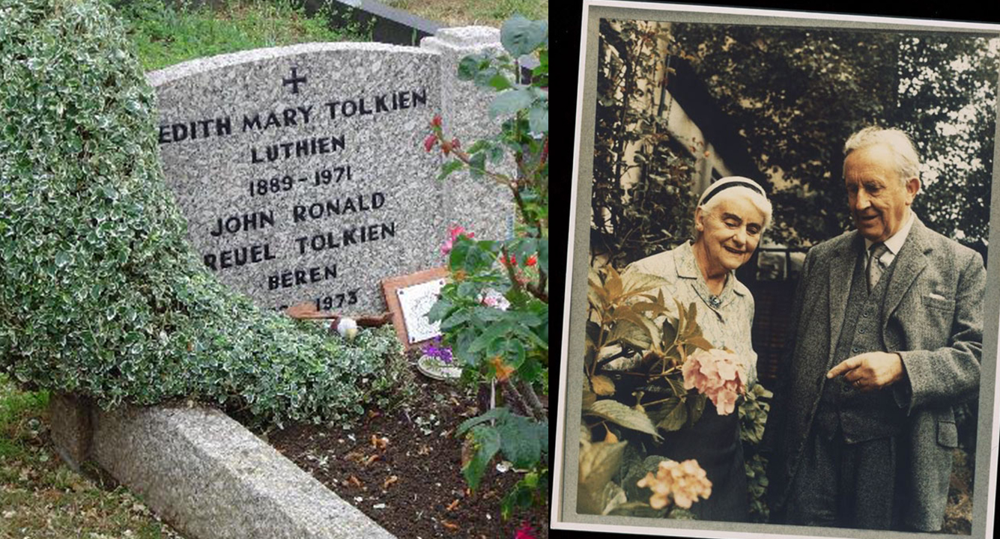 EDITH MARY TOLKIEN
LUTHIEN
1889 - 1971
JOHN RONALD
REUEL TOLKIEN
BEREN
1973